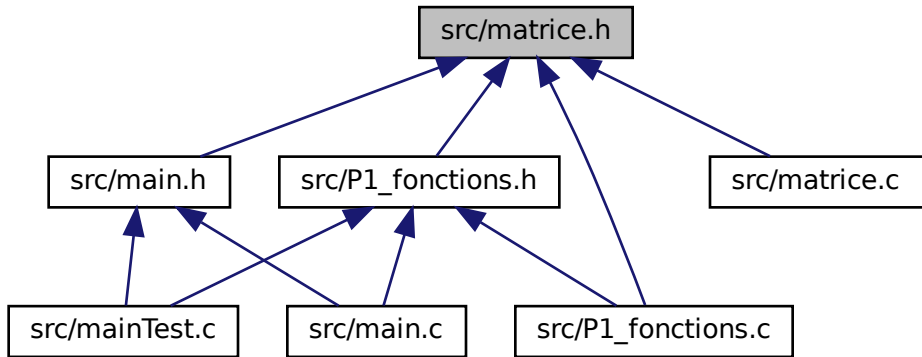 src/matrice.h
src/main.h
src/P1_fonctions.h
src/matrice.c
src/mainTest.c
src/main.c
src/P1_fonctions.c